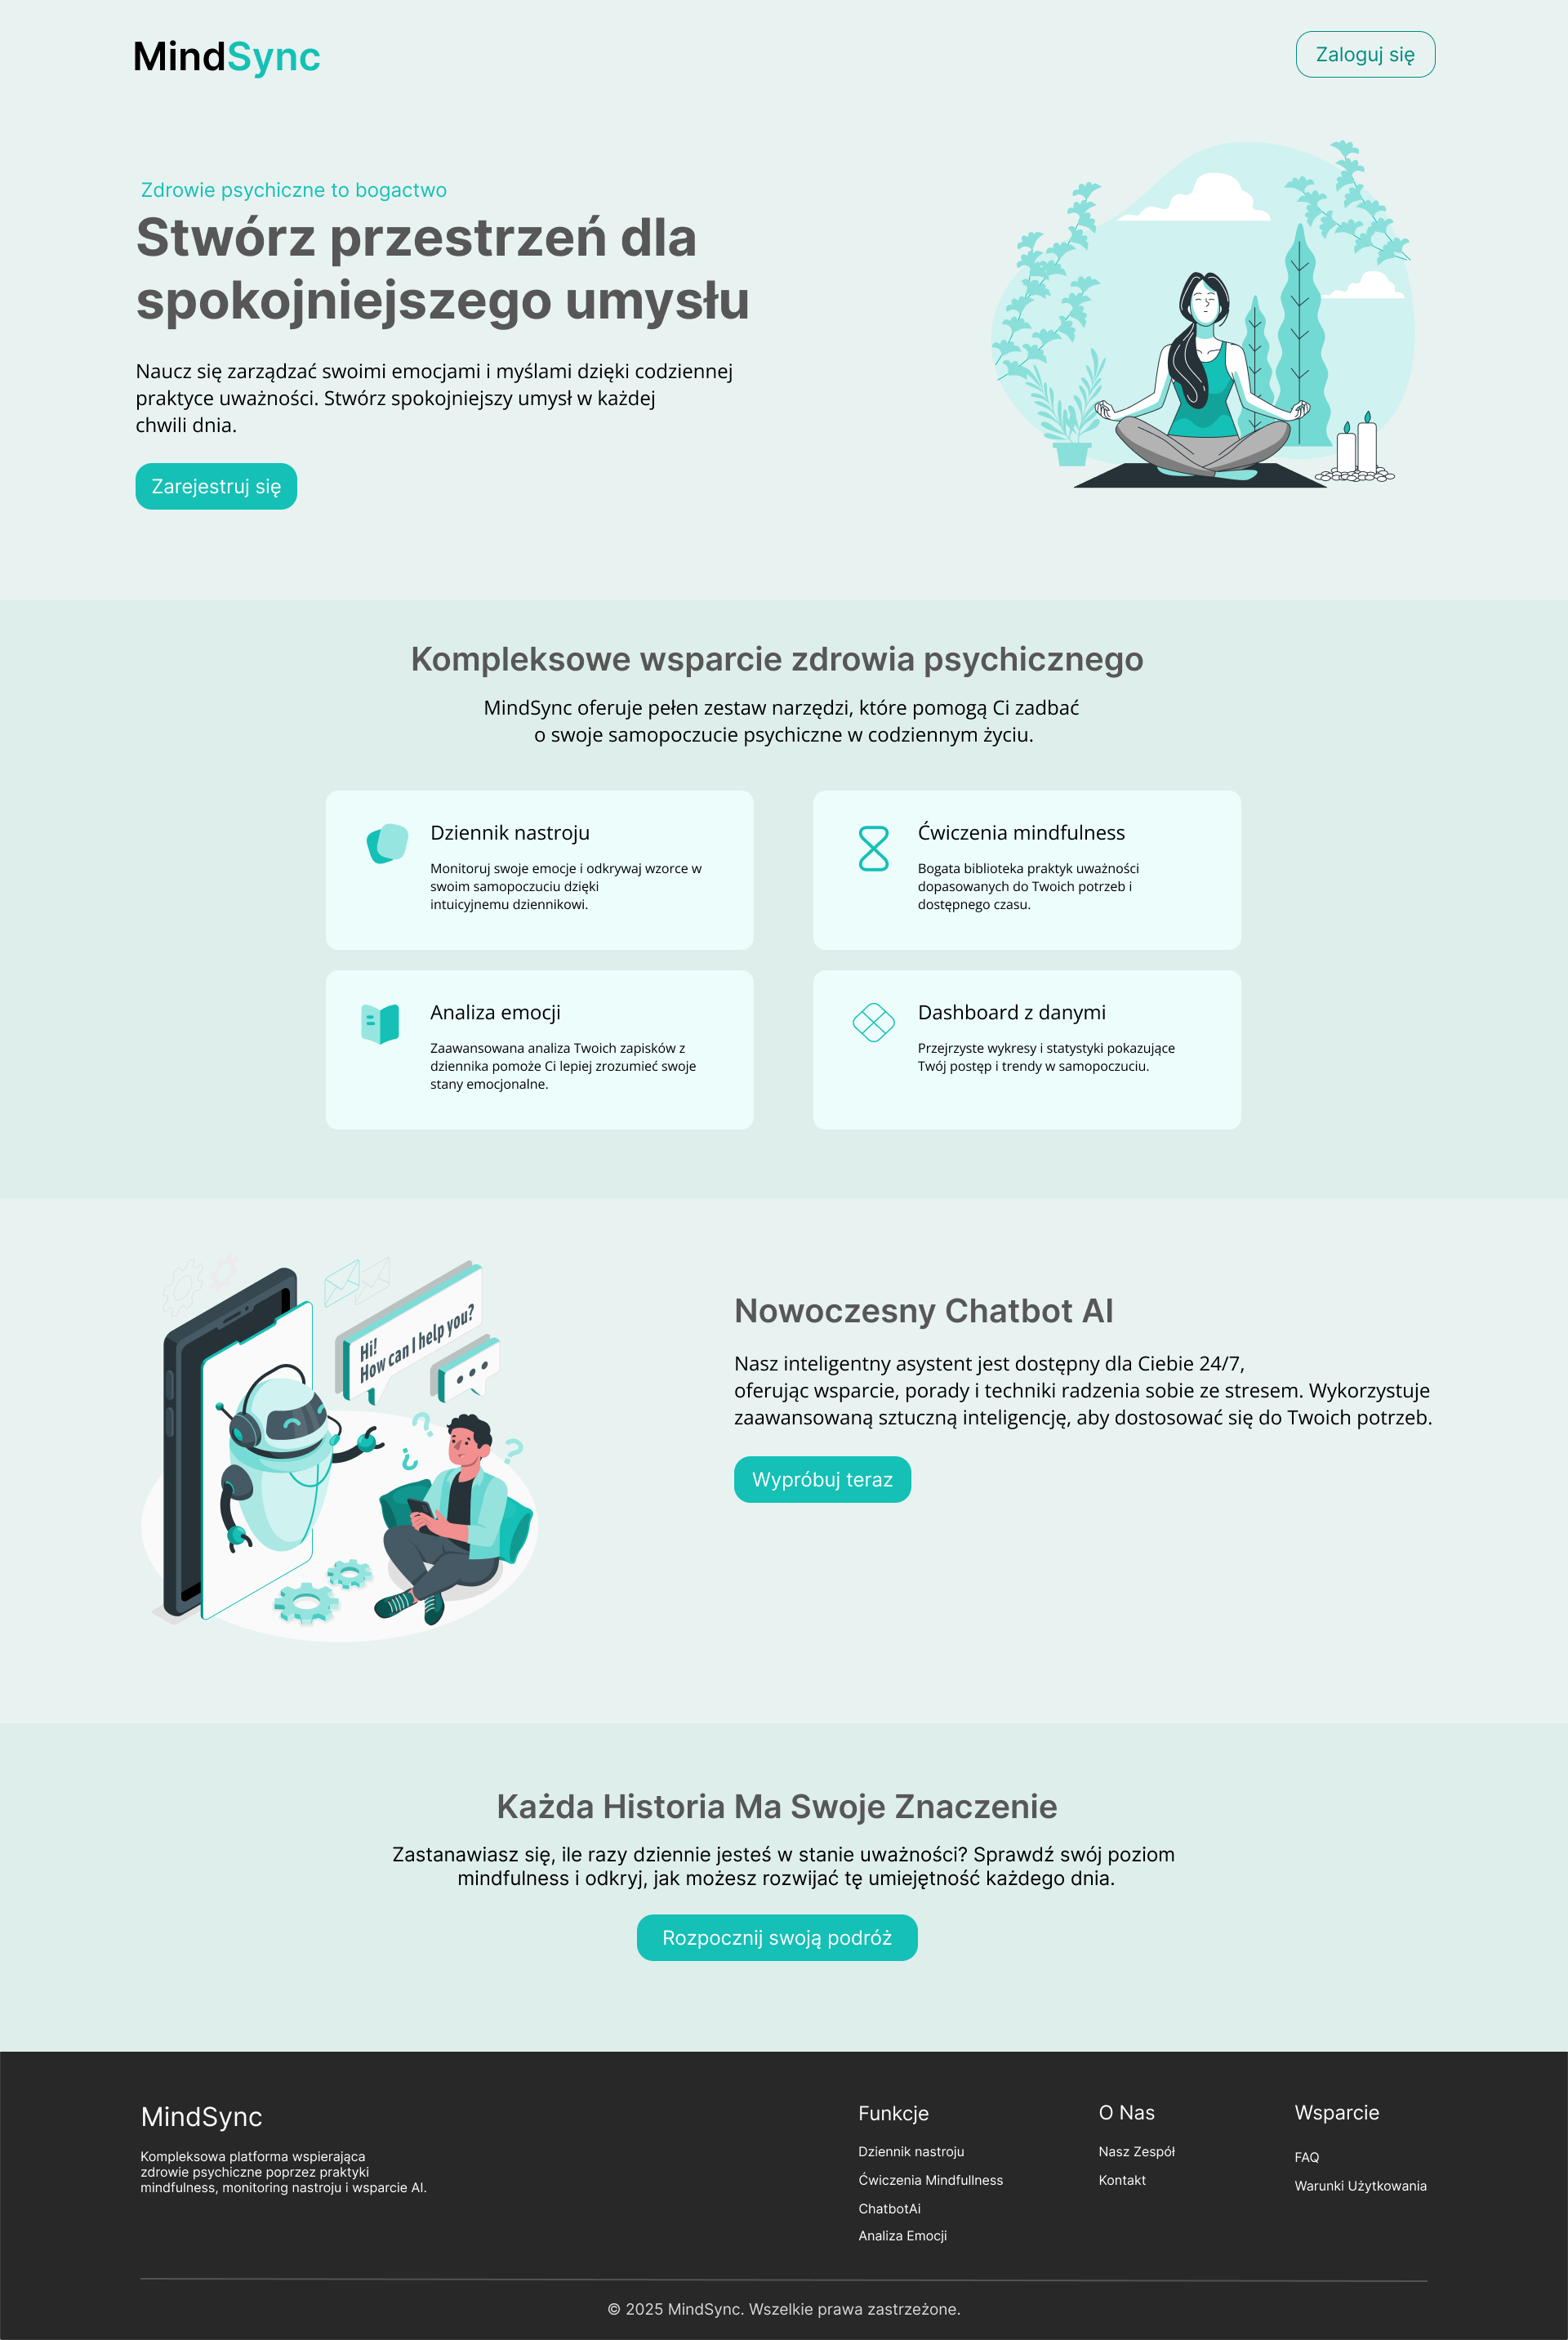 MindSync
Zaloguj się
Zdrowie psychiczne to bogactwo
Stwórz przestrzeń dla
spokojniejszego umysłu
Naucz się zarządzać swoimi emocjami i myślami dzięki codziennej
praktyce uważności. Stwórz spokojniejszy umysł w każdej
chwili dnia.
Zarejestruj się
Kompleksowe wsparcie zdrowia psychicznego
MindSync oferuje pełen zestaw narzędzi, które pomogą Ci zadbać
o swoje samopoczucie psychiczne w codziennym życiu.
Dziennik nastroju
Monitoruj swoje emocje i odkrywaj wzorce w
swoim samopoczuciu dzięki
intuicyjnemu dziennikowi.
Ćwiczenia mindfulness
Bogata biblioteka praktyk uważności
dopasowanych do Twoich potrzeb i
dostępnego czasu.
Analiza emocji
Zaawansowana analiza Twoich zapisków z
dziennika pomoże Ci lepiej zrozumieć swoje
stany emocjonalne.
Dashboard z danymi
Przejrzyste wykresy i statystyki pokazujące
Twój postęp i trendy w samopoczuciu.
Hi!
How can I help you?
Nowoczesny Chatbot AI
Nasz inteligentny asystent jest dostępny dla Ciebie 24/7,
oferując wsparcie, porady i techniki radzenia sobie ze stresem. Wykorzystuje
zaawansowaną sztuczną inteligencję, aby dostosować się do Twoich potrzeb.
Wypróbuj teraz
Każda Historia Ma Swoje Znaczenie
Zastanawiasz się, ile razy dziennie jesteś w stanie uważności? Sprawdź swój poziom
mindfulness i odkryj, jak możesz rozwijać tę umiejętność każdego dnia.
Rozpocznij swoją podróż
MindSync
Kompleksowa platforma wspierająca
zdrowie psychiczne poprzez praktyki
mindfulness, monitoring nastroju i wsparcie AI.
Funkcje
Dziennik nastroju
Ćwiczenia Mindfullness
ChatbotAi
Analiza Emocji
O Nas
Nasz Zespół
Kontakt
Wsparcie
FAQ
Warunki Użytkowania
© 2025 MindSync. Wszelkie prawa zastrzeżone.